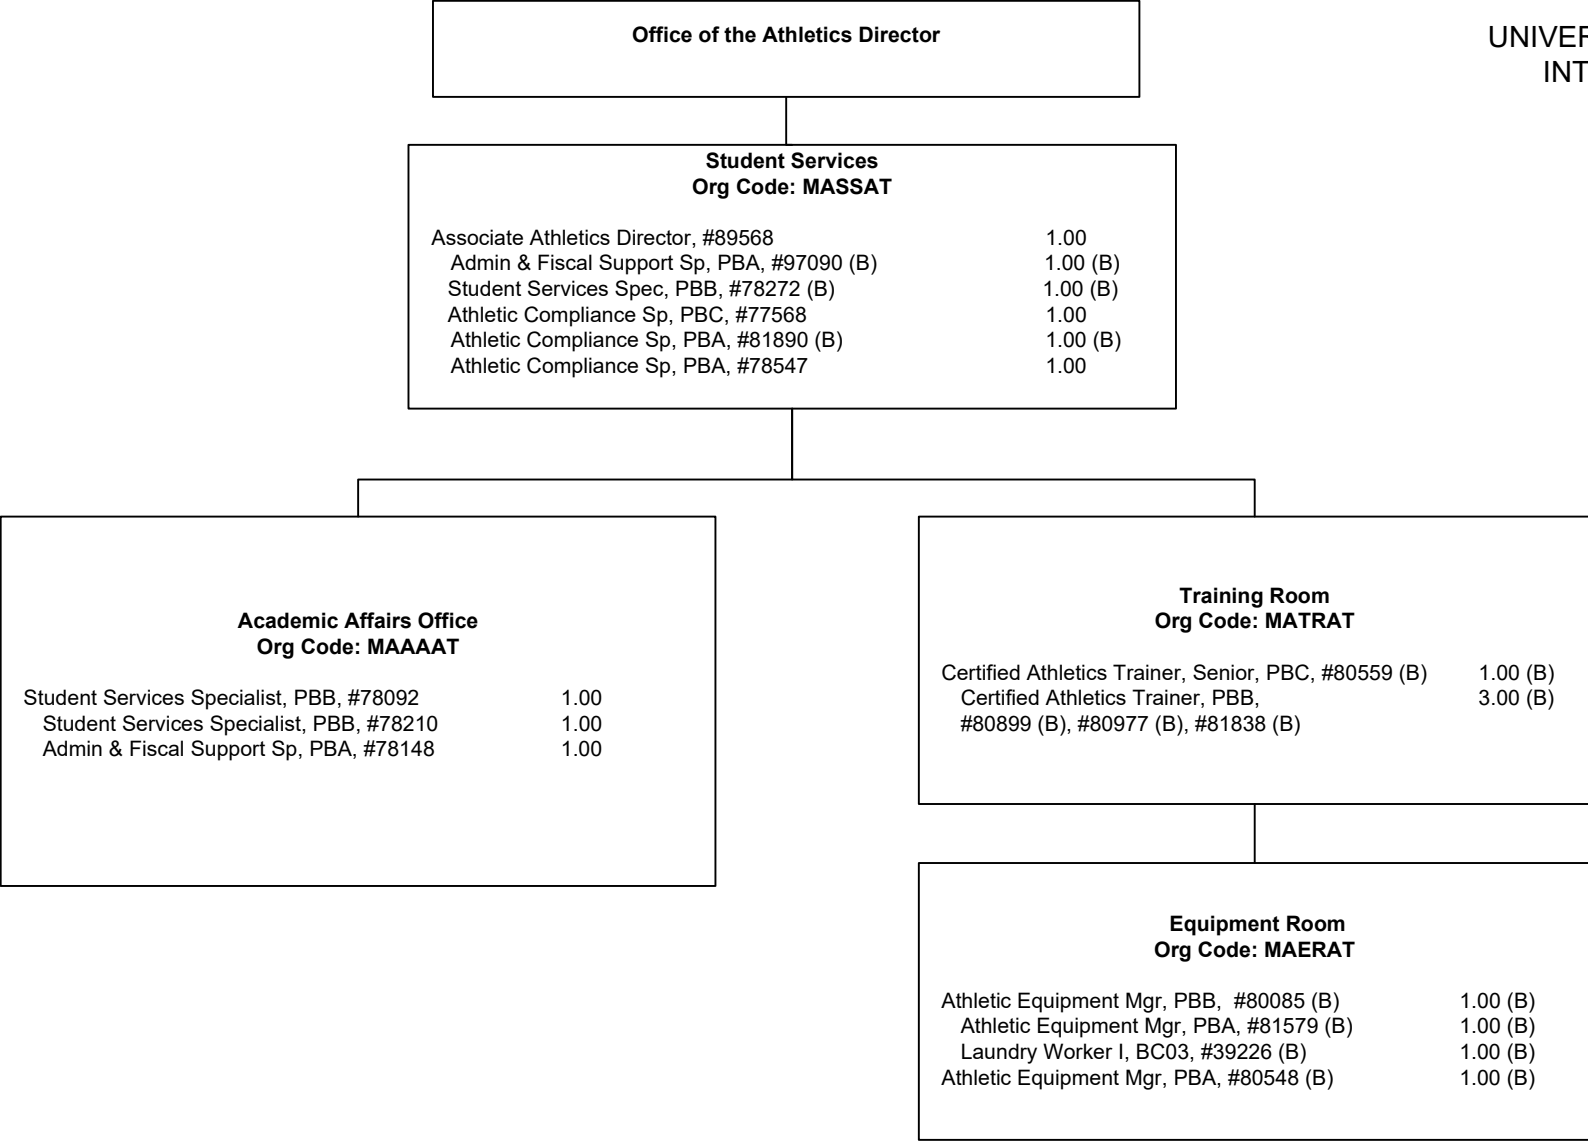 Office of the Athletics Director
UNIVER
INT
Student Services
Org Code: MASSAT
Associate Athletics Director, #89568 1.00
Admin & Fiscal Support Sp, PBA, #97090 (B) 1.00 (B)
Student Services Spec, PBB, #78272 (B) 1.00 (B)
Athletic Compliance Sp, PBC, #77568 1.00
Athletic Compliance Sp, PBA, #81890 (B) 1.00 (B)
Athletic Compliance Sp, PBA, #78547 1.00
Academic Affairs Office
Org Code: MAAAAT
Student Services Specialist, PBB, #78092 1.00
Student Services Specialist, PBB, #78210 1.00
Admin & Fiscal Support Sp, PBA, #78148 1.00
Training Room
Org Code: MATRAT
Certified Athletics Trainer, Senior, PBC, #80559 (B) 1.00 (B)
Certified Athletics Trainer, PBB, 3.00 (B)
#80899 (B), #80977 (B), #81838 (B)
Equipment Room
Org Code: MAERAT
Athletic Equipment Mgr, PBB, #80085 (B) 1.00 (B)
Athletic Equipment Mgr, PBA, #81579 (B) 1.00 (B)
Laundry Worker I, BC03, #39226 (B) 1.00 (B)
Athletic Equipment Mgr, PBA, #80548 (B) 1.00 (B)